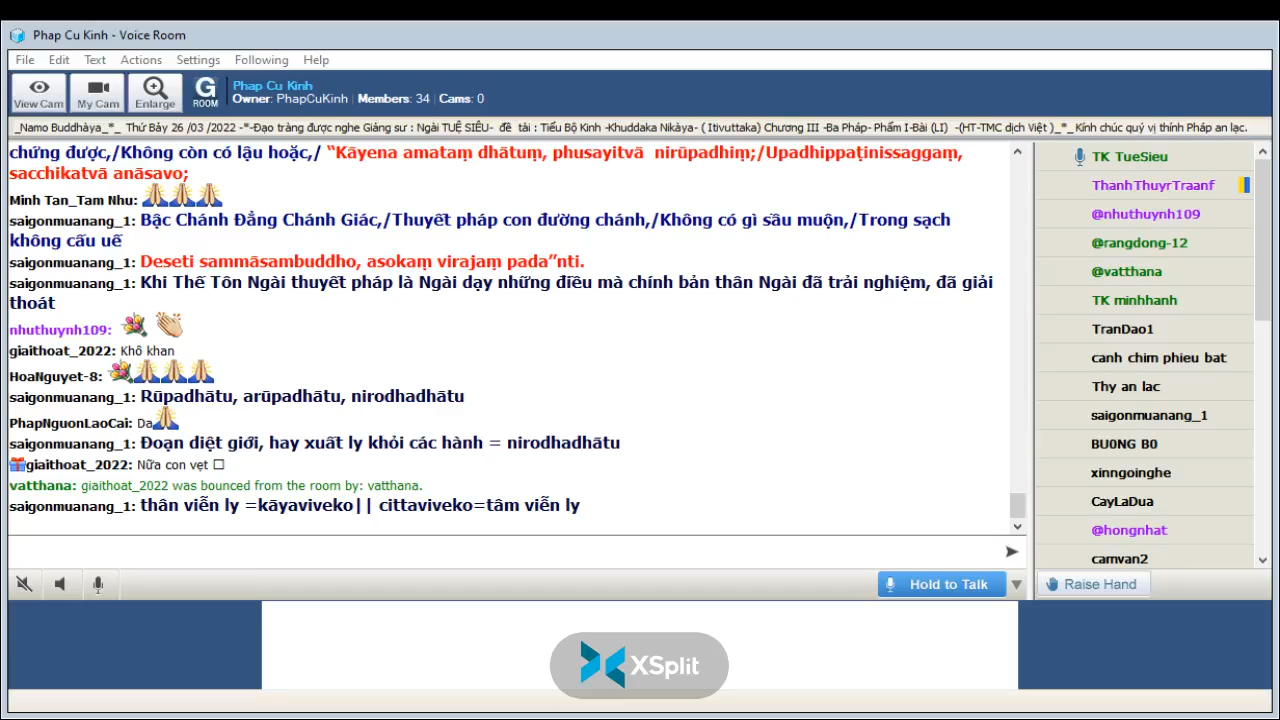 Phap Cu Kinh - Voice Room
File Edit Text Actions Settings Following Help
View Cam
My Cam
Enlarge
G
ROOM
Phap Cu Kinh
Owner: PhapCuKinh | Members: 34 | Cams: 0
_Namo Buddhàya_*_ Thứ Bảy 26 /03 /2022 -*-Đạo tràng được nghe Giảng sư : Ngài TUỆ SIÊU- đề tài : Tiểu Bộ Kinh -Khuddaka Nikàya- ( Itivuttaka) Chương III -Ba Pháp- Phẩm I-Bài (LI) -(HT-TMC dịch Việt )_*_ Kính chúc quý vị thính Pháp an lạc.
chứng được,/Không còn có lậu hoặc,/ “Kāyena amataṃ dhātuṃ, phusayitvā nirūpadhiṃ;/Upadhippaṭinissaggaṃ,
sacchikatvā anāsavo;
Minh Tan_Tam Nhu:
saigonmuanang_1: Bậc Chánh Đẳng Chánh Giác,/Thuyết pháp con đường chánh,/Không có gì sầu muộn,/Trong sạch
không cấu uế
saigonmuanang_1: Deseti sammāsambuddho, asokaṃ virajaṃ pada”nti.
saigonmuanang_1: Khi Thế Tôn Ngài thuyết pháp là Ngài dạy những điều mà chính bản thân Ngài đã trải nghiệm, đã giải
thoát
nhuthuynh109:
giaithoat_2022: Khô khan
HoaNguyet-8:
saigonmuanang_1: Rūpadhātu, arūpadhātu, nirodhadhātu
PhapNguonLaoCai: Da
saigonmuanang_1: Đoạn diệt giới, hay xuất ly khỏi các hành = nirodhadhātu
giaithoat_2022: Nữa con vẹt □
vatthana: giaithoat_2022 was bounced from the room by: vatthana.
saigonmuanang_1: thân viễn ly =kāyaviveko|| cittaviveko=tâm viễn ly
TK TueSieu
ThanhThuyrTraanf
@nhuthuynh109
@rangdong-12
@vatthana
TK minhhanh
TranDao1
canh chim phieu bat
Thy an lac
saigonmuanang_1
BU0NG B0
xinngoinghe
CayLaDua
@hongnhat
camvan2
Hold to Talk
Raise Hand
XSplit